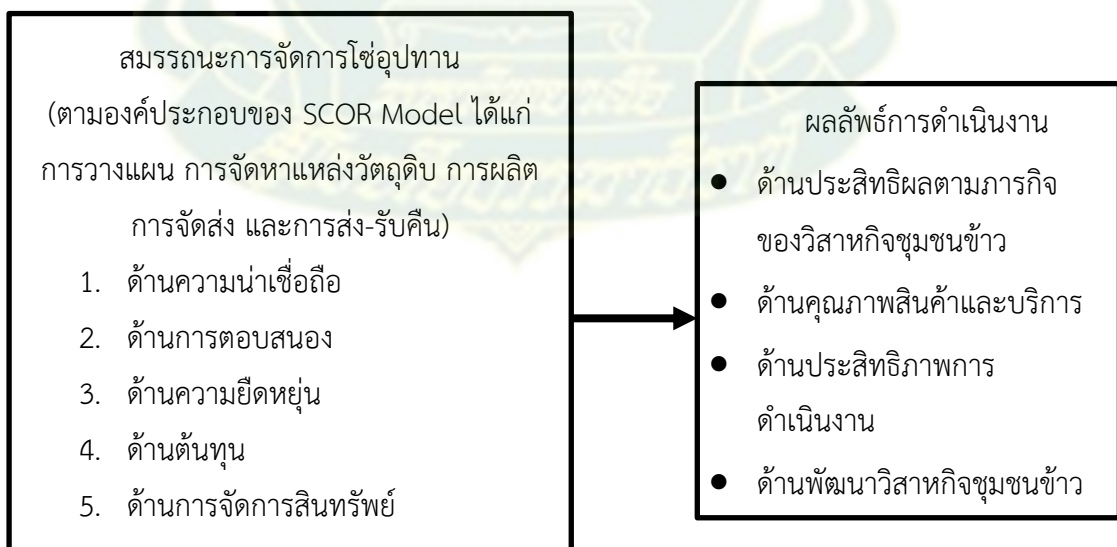 สมรรถนะการจัดการโซ่อุปทาน
(ตามองค์ประกอบของ SCOR Model ได้แก่
การวางแผน การจัดหาแหล่งวัตถุดิบ การผลิต
การจัดส่ง และการส่ง-รับคืน)
1. ด้านความน่าเชื่อถือ
2. ด้านการตอบสนอง
3. ด้านความยืดหยุ่น
4. ด้านต้นทุน
5. ด้านการจัดการสินทรัพย์
ผลลัพธ์การดำเนินงาน
● ด้านประสิทธิผลตามภารกิจ
ของวิสาหกิจชุมชนข้าว
● ด้านคุณภาพสินค้าและบริการ
● ด้านประสิทธิภาพการ
ดำเนินงาน
● ด้านพัฒนาวิสาหกิจชุมชนข้าว